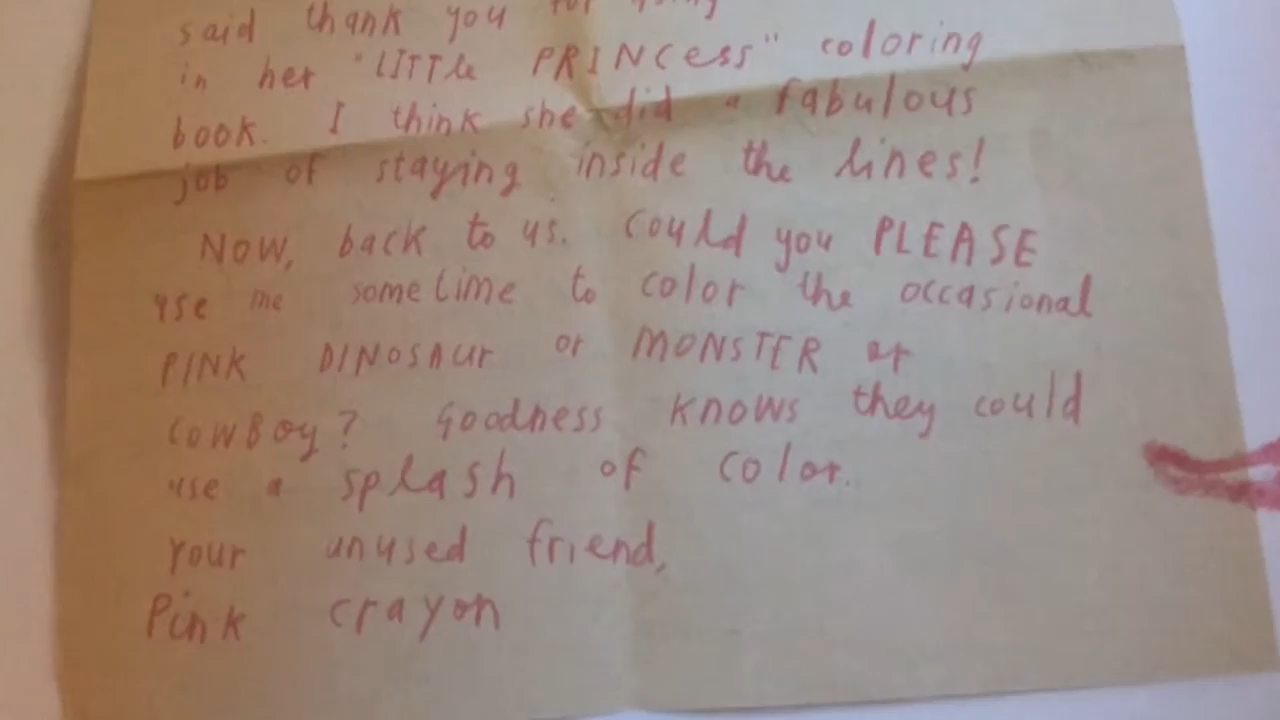 said thank you for using
in her "LITTLe PRINCess" coloring
book. I think she did a fabulous
job of staying inside the lines!
NOW, back to us. Could you PLEASE
use me sometime to color the occasional
PINK DINOSAUr or MONSTER or
COWBOy? Goodness knows they could
use a splash of color.
Your unused friend,
Pink crayon